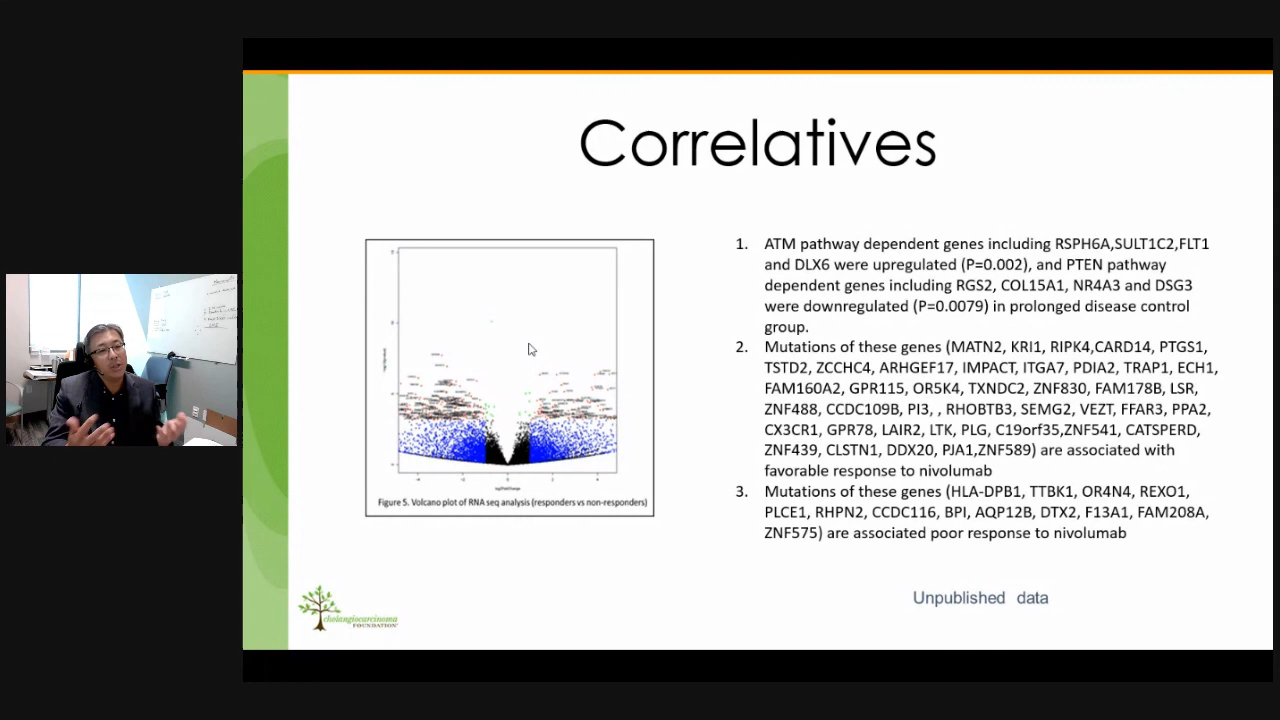 Correlatives
1. ATM pathway dependent genes including RSPH6A,SULT1C2,FLT1
and DLX6 were upregulated (P=0.002), and PTEN pathway
dependent genes including RGS2, COL15A1, NR4A3 and DSG3
were downregulated (P=0.0079) in prolonged disease control
group.
2. Mutations of these genes (MATN2, KRI1, RIPK4,CARD14, PTGS1,
TSTD2, ZCCHC4, ARHGEF17, IMPACT, ITGA7, PDIA2, TRAP1, ECH1,
FAM160A2, GPR115, OR5K4, TXNDC2, ZNF830, FAM178B, LSR,
ZNF488, CCDC109B, PI3, , RHOBTB3, SEMG2, VEZT, FFAR3, PPA2,
CX3CR1, GPR78, LAIR2, LTK, PLG, C19orf35,ZNF541, CATSPERD,
ZNF439, CLSTN1, DDX20, PJA1,ZNF589) are associated with
favorable response to nivolumab
3. Mutations of these genes (HLA-DPB1, TTBK1, OR4N4, REXO1,
PLCE1, RHPN2, CCDC116, BPI, AQP12B, DTX2, F13A1, FAM208A,
ZNF575) are associated poor response to nivolumab
Figure 5. Volcano plot of RNA seq analysis (responders vs non-responders)
Unpublished data
cholangiocarcinoma
FOUNDATION